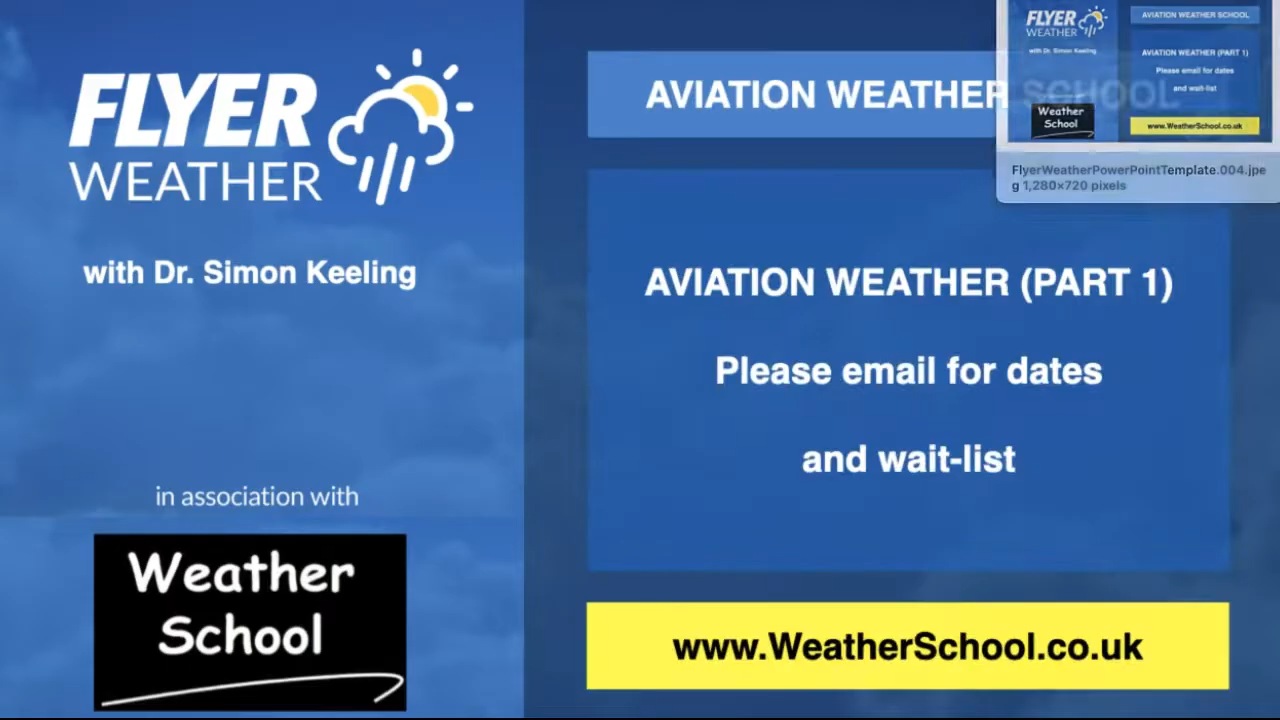 FLYER
WEATHER
with Dr. Simon Keeling
in association with
Weather
School
AVIATION WEATHER SCHOOL
AVIATION WEATHER (PART 1)
Please email for dates
and wait-list
www.WeatherSchool.co.uk
FLYER
WEATHER
with Dr. Simon Keeling
Weather
School
AVIATION WEATHER SCHOOL
AVIATION WEATHER (PART 1)
Please email for dates
and wait-list
www.WeatherSchool.co.uk
FlyerWeatherPowerPointTemplate.004.jpe
g 1,280×720 pixels